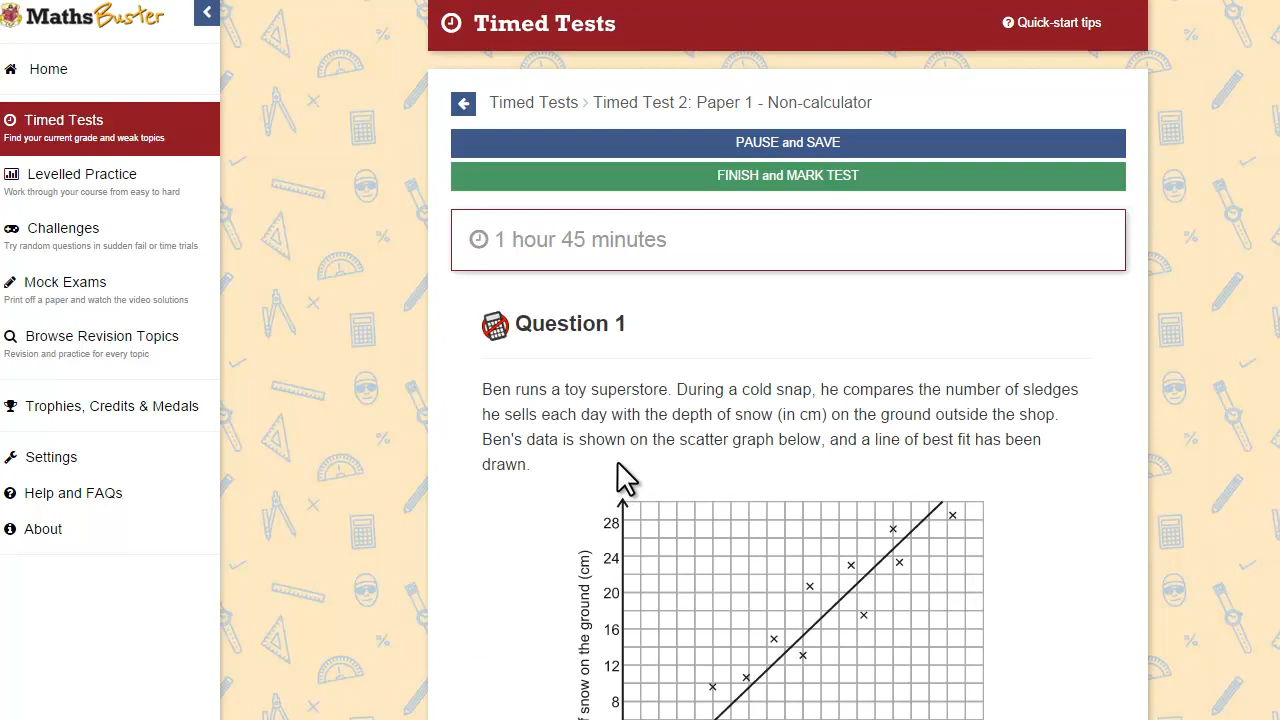 Maths Buster
Home
Timed Tests
Find your current grade and weak topics
Levelled Practice
Work through your course from easy to hard
Challenges
Try random questions in sudden fail or time trials
Mock Exams
Print off a paper and watch the video solutions
Browse Revision Topics
Revision and practice for every topic
Trophies, Credits & Medals
Settings
Help and FAQs
About
Timed Tests
Quick-start tips
Timed Tests › Timed Test 2: Paper 1 - Non-calculator
PAUSE and SAVE
FINISH and MARK TEST
1 hour 45 minutes
Question 1
Ben runs a toy superstore. During a cold snap, he compares the number of sledges
he sells each day with the depth of snow (in cm) on the ground outside the shop.
Ben's data is shown on the scatter graph below, and a line of best fit has been
drawn.
28
24
20
16
12
8
snow on the ground (cm)